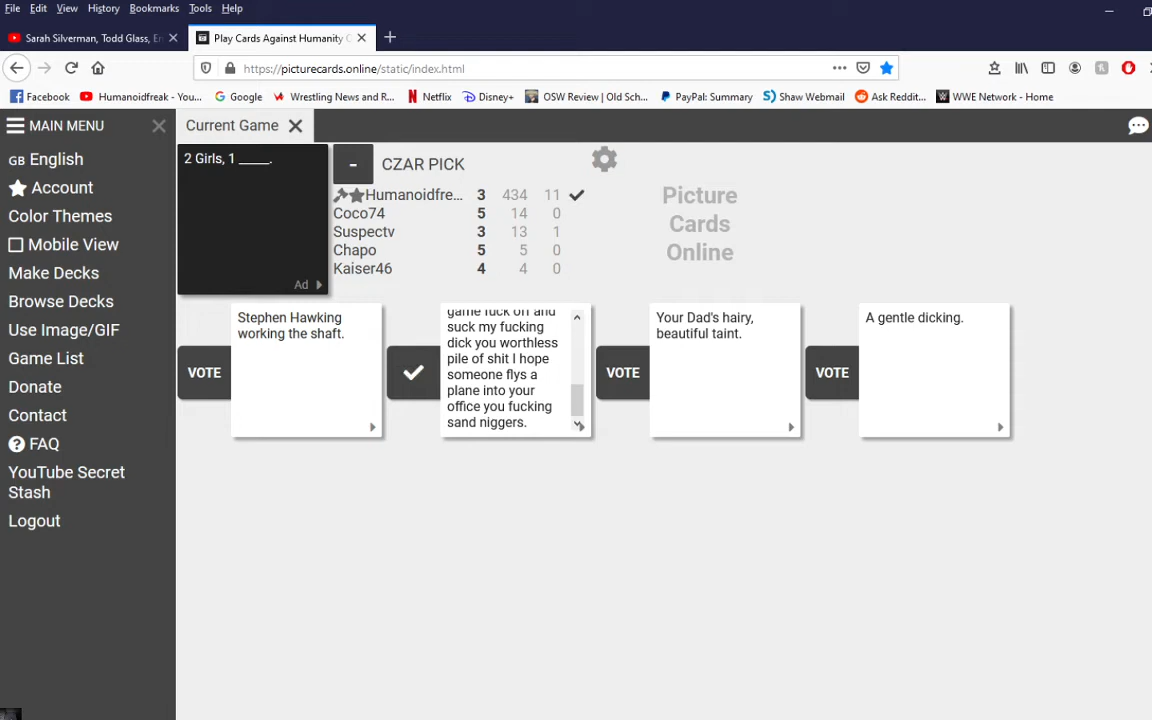 File Edit View History Bookmarks Tools Help
Sarah Silverman, Todd Glass, Er
Play Cards Against Humanity O
https://picturecards.online/static/index.html
Facebook Humanoidfreak - You... Google Wrestling News and R... Netflix Disney+ OSW Review | Old Sch... PayPal: Summary Shaw Webmail Ask Reddit... WWE Network - Home
MAIN MENU
GB English
Account
Color Themes
Mobile View
Make Decks
Browse Decks
Use Image/GIF
Game List
Donate
Contact
FAQ
YouTube Secret
Stash
Logout
Current Game
2 Girls, 1 _____.
Ad
-
CZAR PICK
Humanoidfre... 3 434 11
Coco74 5 14 0
Suspectv 3 13 1
Chapo 5 5 0
Kaiser46 4 4 0
Picture
Cards
Online
VOTE
Stephen Hawking
working the shaft.
game fuck off and
suck my fucking
dick you worthless
pile of shit I hope
someone flys a
plane into your
office you fucking
sand niggers.
VOTE
Your Dad's hairy,
beautiful taint.
VOTE
A gentle dicking.